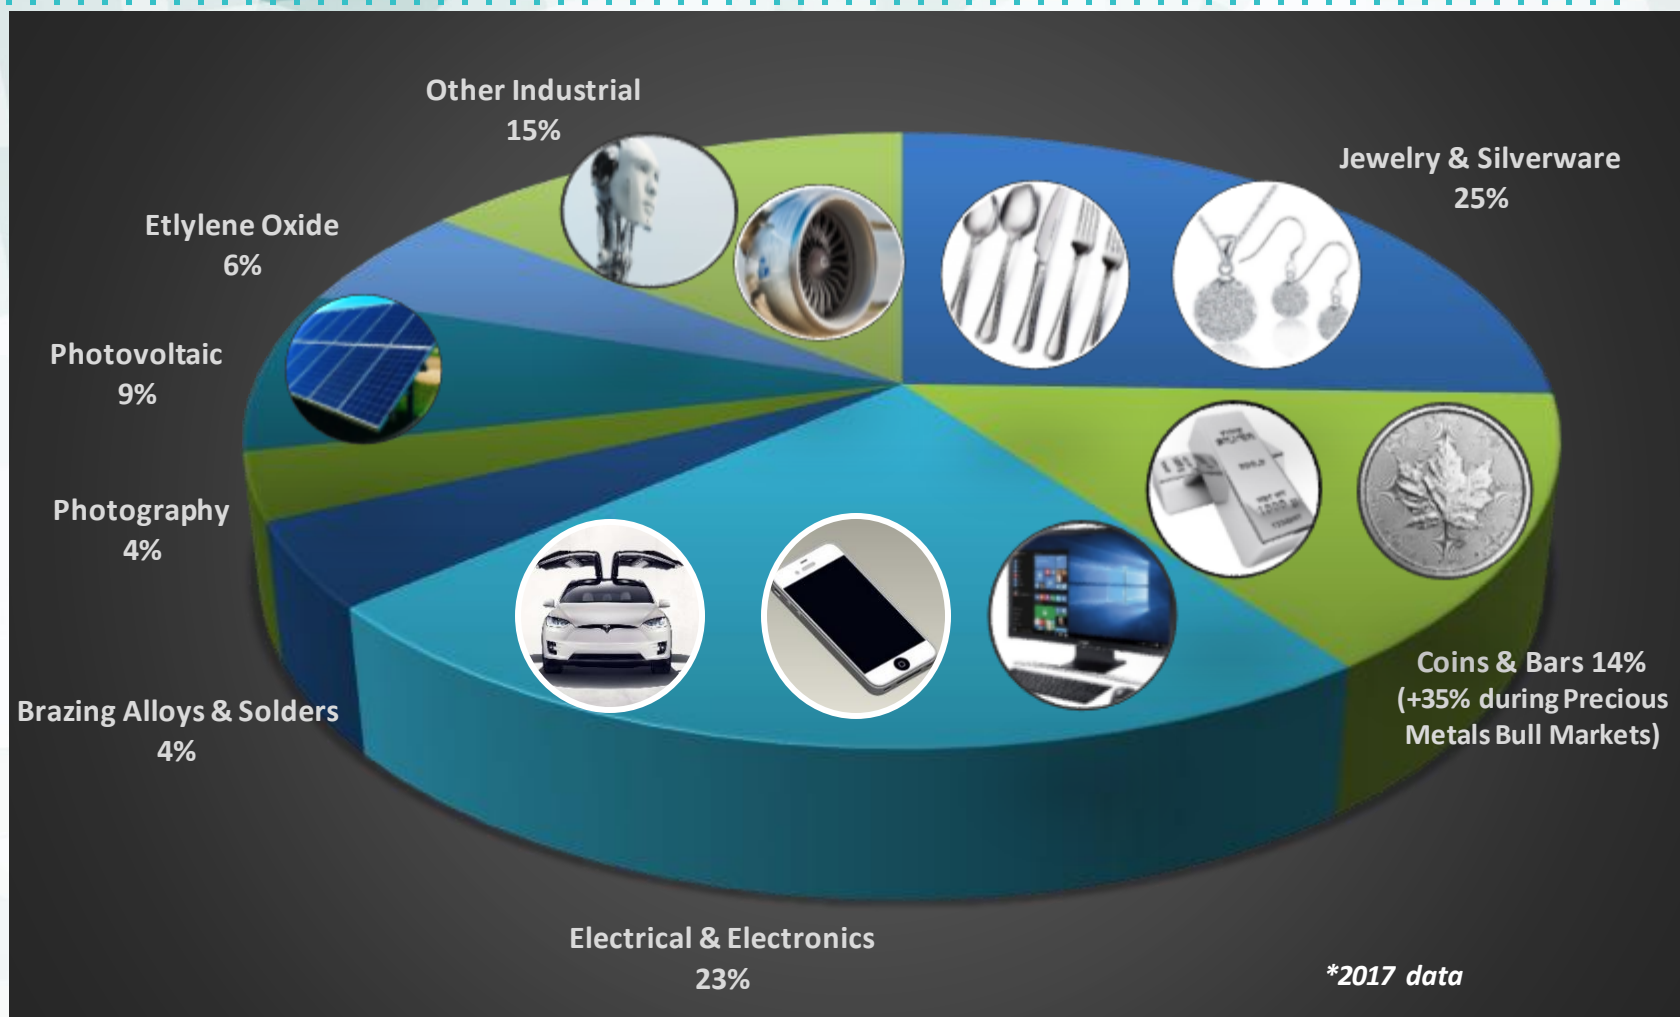 Other Industrial
15%
Jewelry & Silverware
25%
Etlylene Oxide
6%
Photovoltaic
9%
Photography
4%
Brazing Alloys & Solders
4%
Coins & Bars 14%
(+35% during Precious
Metals Bull Markets)
Electrical & Electronics
23%
*2017 data